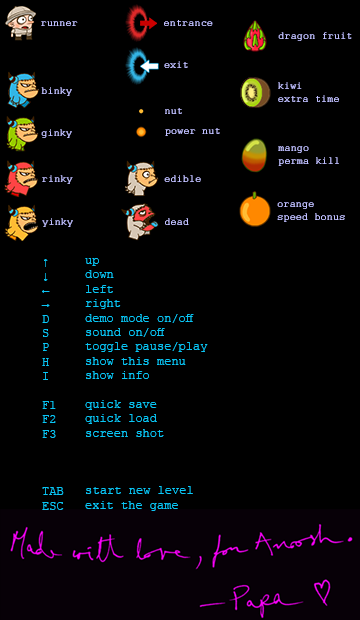 runner
entrance
dragon fruit
exit
binky
kiwi
extra time
nut
ginky
power nut
mango
perma kill
rinky
edible
yinky
dead
orange
speed bonus
↑ up
↓ down
← left
→ right
D demo mode on/off
S sound on/off
P toggle pause/play
H show this menu
I show info
F1 quick save
F2 quick load
F3 screen shot
TAB start new level
ESC exit the game
Made with love, for Anoosh.
—Papa ♡